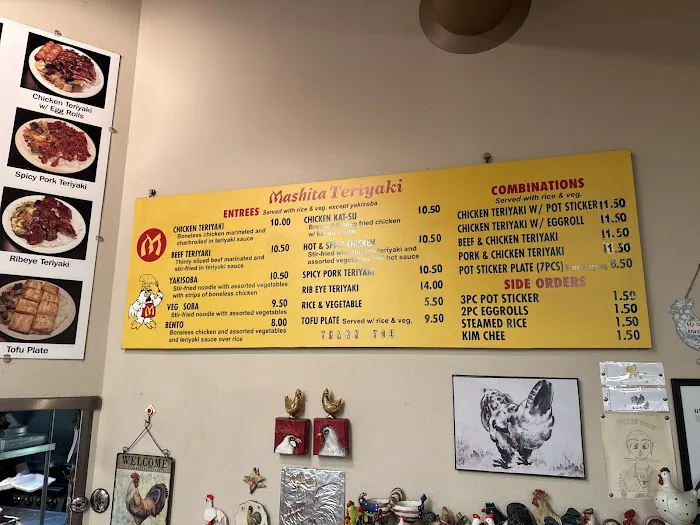 Chicken Teriyaki
w/ Egg Rolls
Spicy Pork Teriyaki
Ribeye Teriyaki
Tofu Plate
Mashita Teriyaki
ENTREES Served with rice & veg. except yakisoba
CHICKEN TERIYAKI 10.00
Boneless chicken marinated and
charbroiled in teriyaki sauce
BEEF TERIYAKI 10.50
Thinly sliced beef marinated and
stir-fried in teriyaki sauce
YAKISOBA 10.50
Stir-fried noodle with assorted vegetables
with strips of boneless chicken
VEG SOBA 9.50
Stir-fried noodle with assorted vegetables
BENTO 8.00
Boneless chicken and assorted vegetables
and teriyaki sauce over rice
M
M
CHICKEN KAT-SU 10.50
fried chicken
HOT & CHICKEN 10.50
teriyaki and
assorted vegetables hot sauce
SPICY PORK TERIYAKI 10.50
RIB EYE TERIYAKI 14.00
RICE & VEGETABLE 5.50
TOFU PLATE Served w/ rice & veg. 9.50
THANK YOU
COMBINATIONS
Served with rice & veg.
CHICKEN TERIYAKI W/ POT STICKER 11.50
CHICKEN TERIYAKI W/ EGGROLL 11.50
BEEF & CHICKEN TERIYAKI 11.50
PORK & CHICKEN TERIYAKI 11.50
POT STICKER PLATE (7PCS) 8.50
SIDE ORDERS
3PC POT STICKER 1.50
2PC EGGROLLS 1.50
STEAMED RICE 1.50
KIM CHEE 1.50
WELCOME